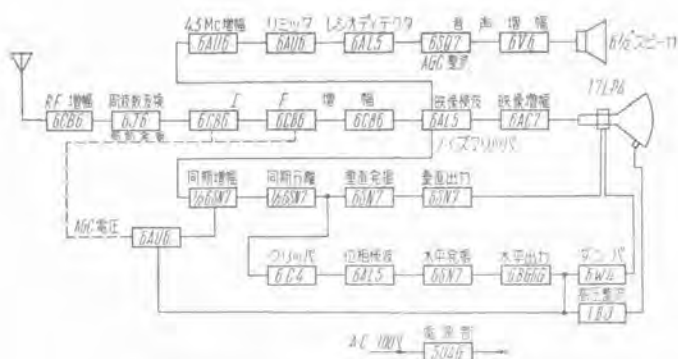 4.5Mc増幅 リミッタ レシオディテクタ 音声増幅
6AU6 6AU6 6AL5 6SQ7 6V6
AGC整流
6½"スピーカ
17LP4
RF増幅 周波数変換 I F 増幅 映像検波 映像増幅
6CB6 6J6 6CB6 6CB6 6CB6 6AL5 6AC7
ノイズクリッパ
同期増幅 同期分離 垂直発振 垂直出力
½6SN7 ½6SN7 6SN7 6SN7
AGC電圧
6AU6
クリッパ 位相検波 水平発振 水平出力 ダンパ
6C4 6AL5 6SN7 6BG6G 6W4
高圧整流
1B3
AC 100V 電源部
5U4G